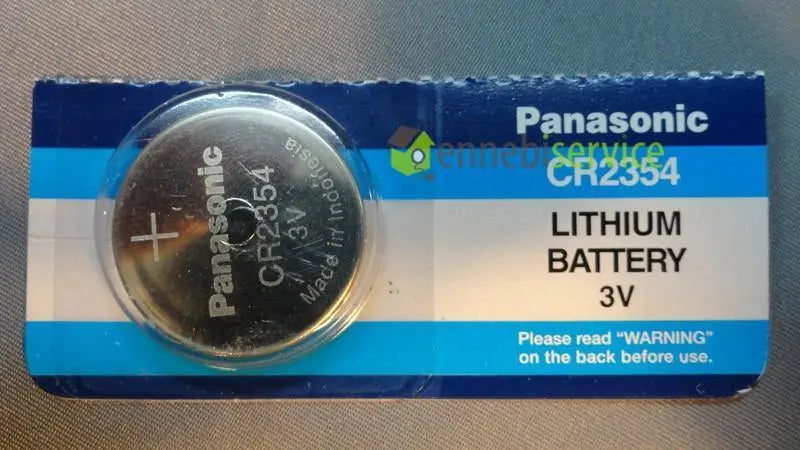 Panasonic
CR2354
3V
Made in Indonesia
+
ennebiservice
Panasonic
CR2354
LITHIUM
BATTERY
3V
Please read "WARNING"
on the back before use.